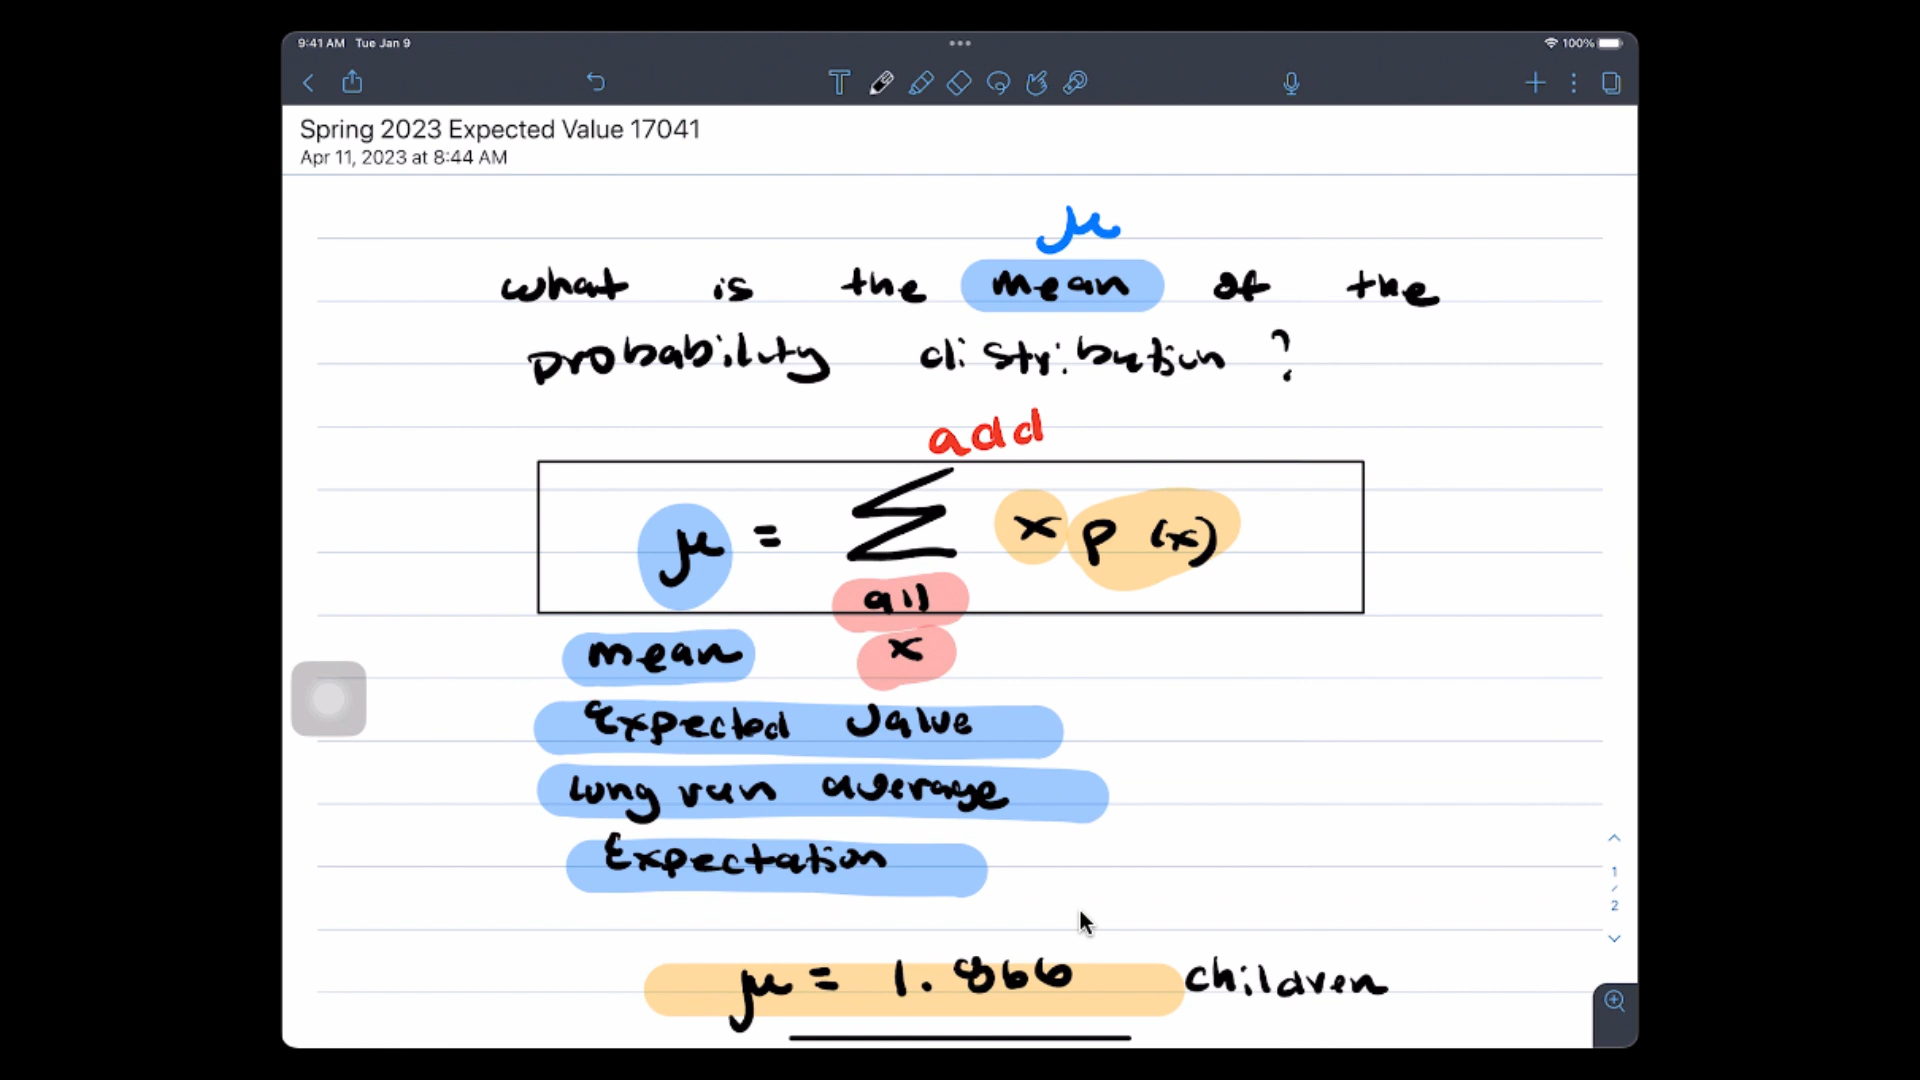 9:41 AM Tue Jan 9
100%
Spring 2023 Expected Value 17041
Apr 11, 2023 at 8:44 AM
μ
what is the mean of the
probability distribution ?
add
μ = Σ x p (x)
all
x
mean
Expected Value
Long run average
Expectation
1
/
2
μ = 1.866 children